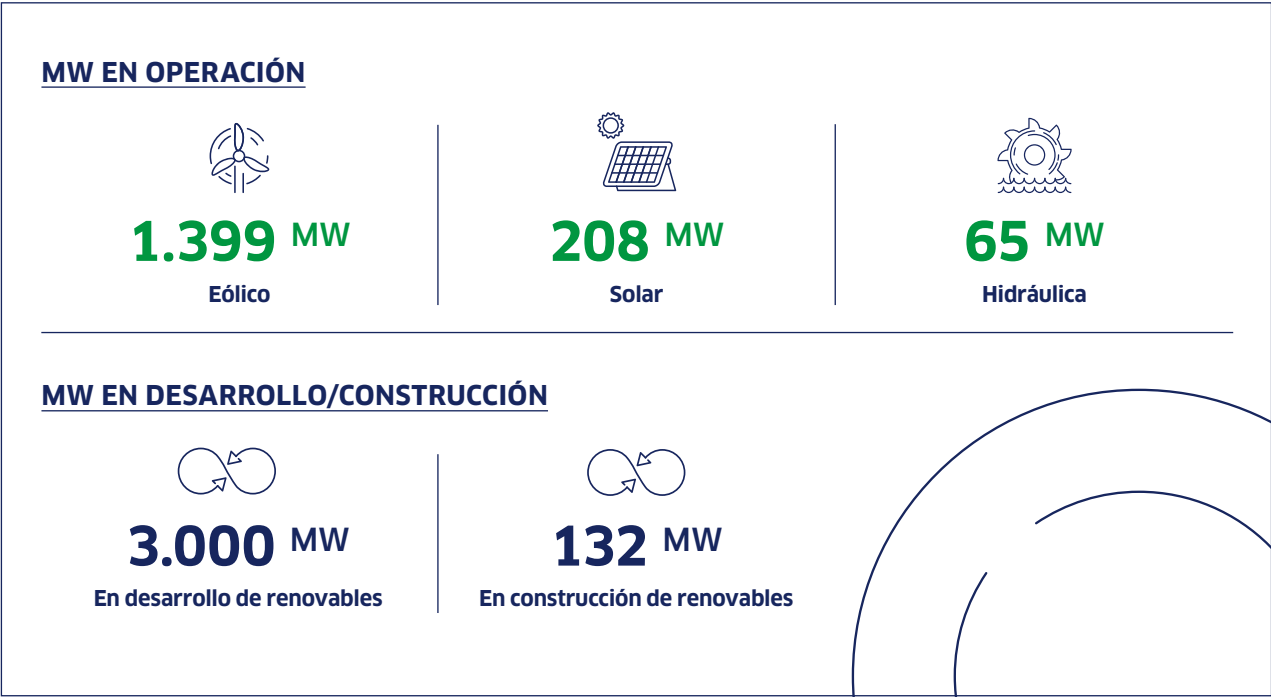 MW EN OPERACIÓN
1.399 MW
Eólico
208 MW
Solar
65 MW
Hidráulica
MW EN DESARROLLO/CONSTRUCCIÓN
3.000 MW
En desarrollo de renovables
132 MW
En construcción de renovables